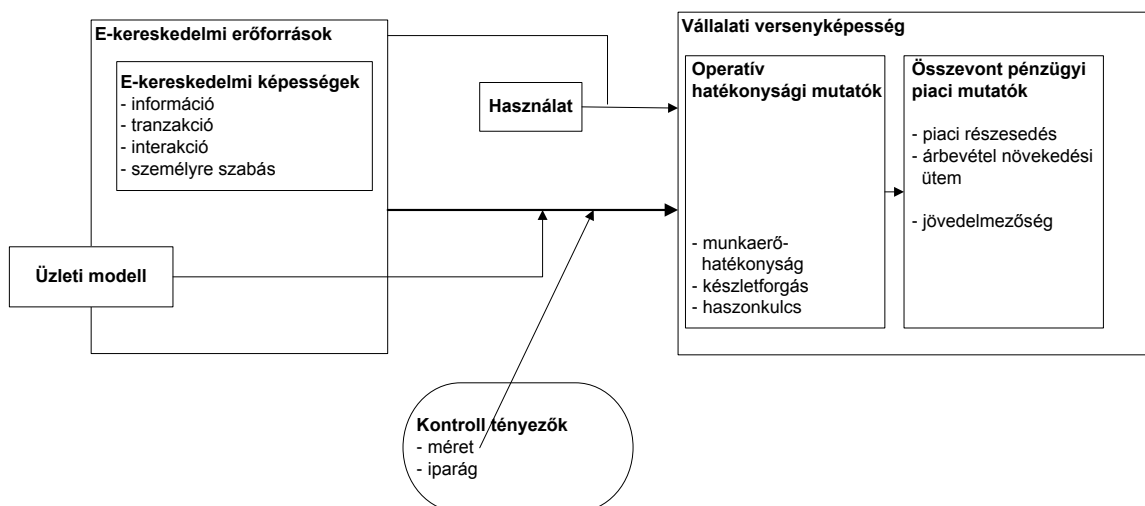 E-kereskedelmi erőforrások
E-kereskedelmi képességek
- információ
- tranzakció
- interakció
- személyre szabás
Üzleti modell
Használat
Kontroll tényezők
- méret
- iparág
Vállalati versenyképesség
Operatív
hatékonysági mutatók
- munkaerő-
hatékonyság
- készletforgás
- haszonkulcs
Összevont pénzügyi
piaci mutatók
- piaci részesedés
- árbevétel növekedési
ütem
- jövedelmezőség